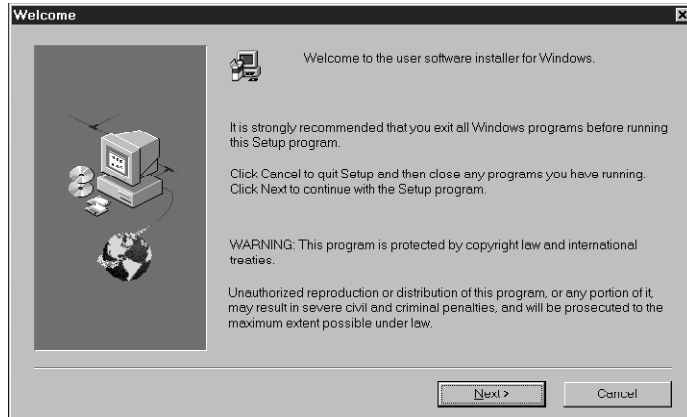 Welcome
Welcome to the user software installer for Windows.
It is strongly recommended that you exit all Windows programs before running
this Setup program.
Click Cancel to quit Setup and then close any programs you have running.
Click Next to continue with the Setup program.
WARNING: This program is protected by copyright law and international
treaties.
Unauthorized reproduction or distribution of this program, or any portion of it,
may result in severe civil and criminal penalties, and will be prosecuted to the
maximum extent possible under law.
Next >
Cancel